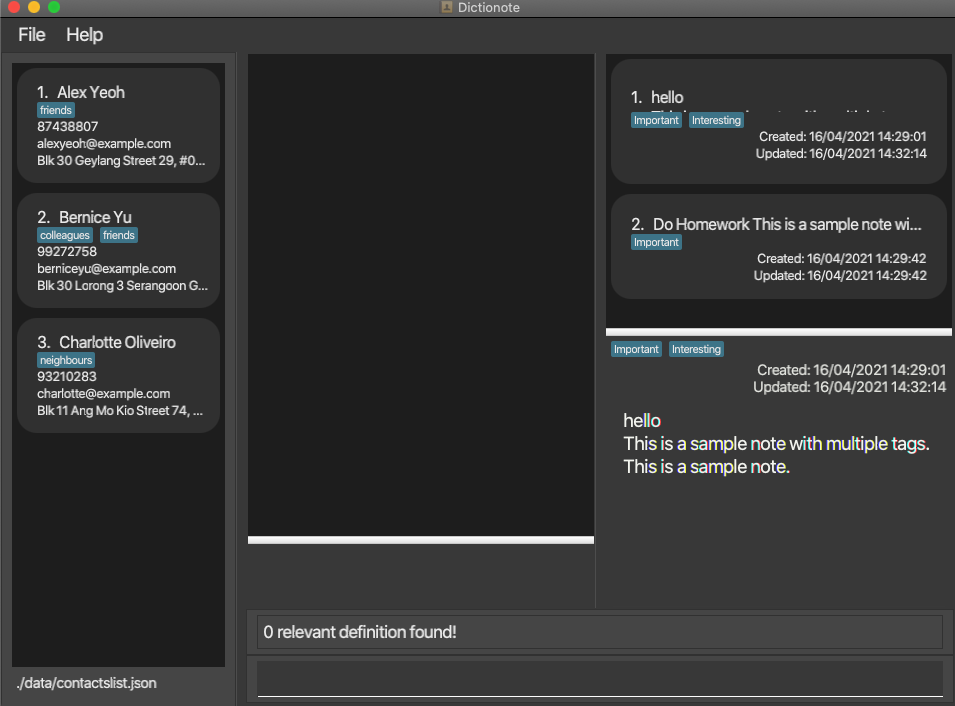 Dictionote
File Help
1. Alex Yeoh
friends
87438807
alexyeoh@example.com
Blk 30 Geylang Street 29, #0...
2. Bernice Yu
colleagues friends
99272758
berniceyu@example.com
Blk 30 Lorong 3 Serangoon G...
3. Charlotte Oliveiro
neighbours
93210283
charlotte@example.com
Blk 11 Ang Mo Kio Street 74, ...
./data/contactslist.json
1. hello
Important Interesting
Created: 16/04/2021 14:29:01
Updated: 16/04/2021 14:32:14
2. Do Homework This is a sample note wi...
Important
Created: 16/04/2021 14:29:42
Updated: 16/04/2021 14:29:42
Important Interesting
Created: 16/04/2021 14:29:01
Updated: 16/04/2021 14:32:14
hello
This is a sample note with multiple tags.
This is a sample note.
0 relevant definition found!